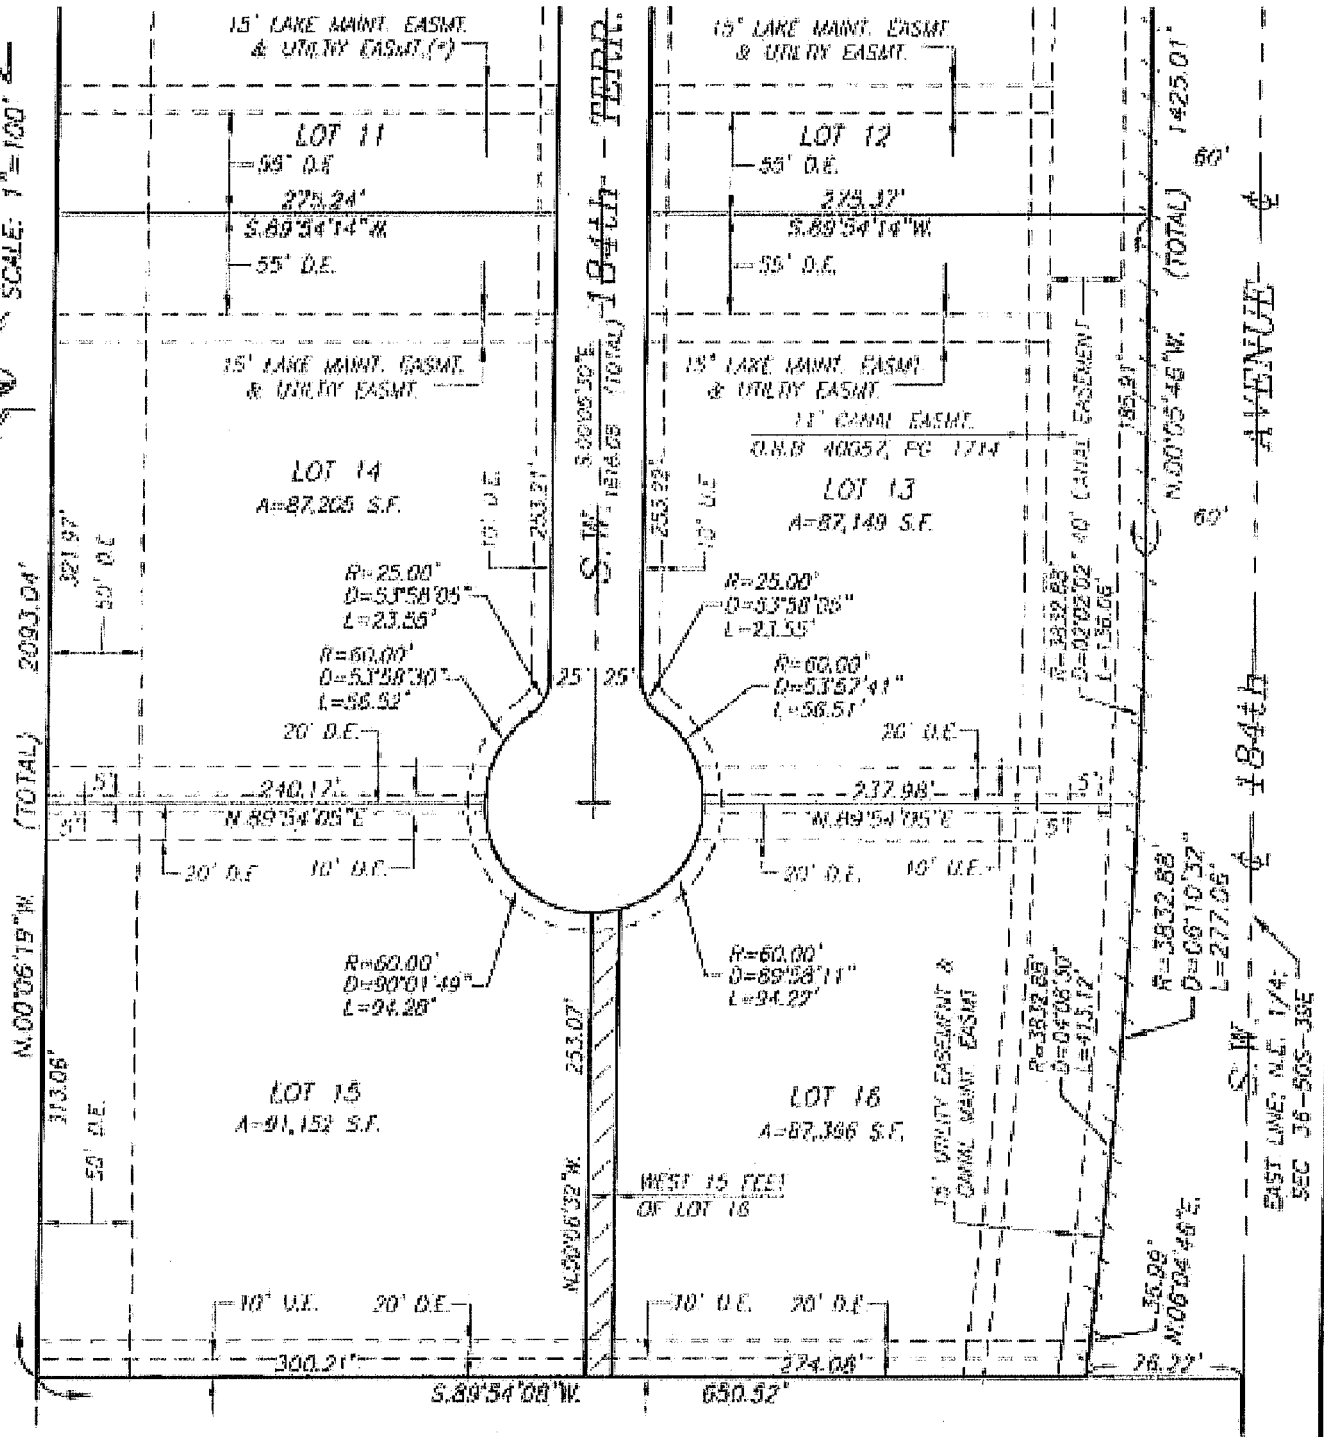 15' LAKE MAINT. EASMT.
& UTILITY EASMT.(*)
15' LAKE MAINT. EASMT
& UTILITY EASMT.
SCALE: 1"=100'
LOT 11
55' D.E
275.24'
S.89°54'14"W.
55' D.E.
LOT 12
55' D.E.
275.37'
S.89°54'14"W.
55' D.E.
S.W. 184th TERR.
S.00°05'30"E.
1616.05 (TOTAL)
1425.01'
(TOTAL)
N.00°05'46"W.
60'
60'
15' LAKE MAINT. EASMT.
& UTILITY EASMT.
15' LAKE MAINT. EASMT.
& UTILITY EASMT.
11' CANAL EASMT.
O.R.B 40057, PG 1714
40' CANAL EASEMENT
185.91'
S.W. 184th AVENUE
LOT 14
A=87,205 S.F.
LOT 13
A=87,149 S.F.
10' D.E.
253.21'
253.22'
10' D.E
321.97'
50' D.E
2093.04'
(TOTAL)
N.00°06'19"W.
R=25.00'
D=53°58'05"
L=23.55'
R=60.00'
D=53°58'30"
L=56.52'
R=25.00'
D=53°58'05"
L=23.55'
R=60.00'
D=53°57'41"
L=56.51'
25' 25'
R=3832.88'
D=02°02'02"
L=136.06'
20' D.E.
240.17'
N.89°54'05"E
20' D.E
10' U.E.
5'
5'
20' D.E.
237.98'
N.89°54'05"E
20' D.E.
10' U.E.
5'
5'
R=60.00'
D=90°01'49"
L=94.28'
R=60.00'
D=89°58'11"
L=94.22'
R=3832.88'
D=06°10'32"
L=277.06'
R=3832.88'
D=04°08'30"
EAST LINE; N.E. 1/4;
SEC 36-50S-39E
15' UTILITY EASEMENT &
CANAL MAINT. EASMT
LOT 15
A=91,152 S.F.
LOT 16
A=87,396 S.F.
313.06'
50' D.E.
253.07'
N.00°06'32"W.
WEST 15 FEET
OF LOT 16
10' U.E.
20' D.E.
10' U.E.
20' D.E
36.96'
N.06°04'46"E.
300.21'
274.08'
26.22'
S.89°54'08"W.
650.52'